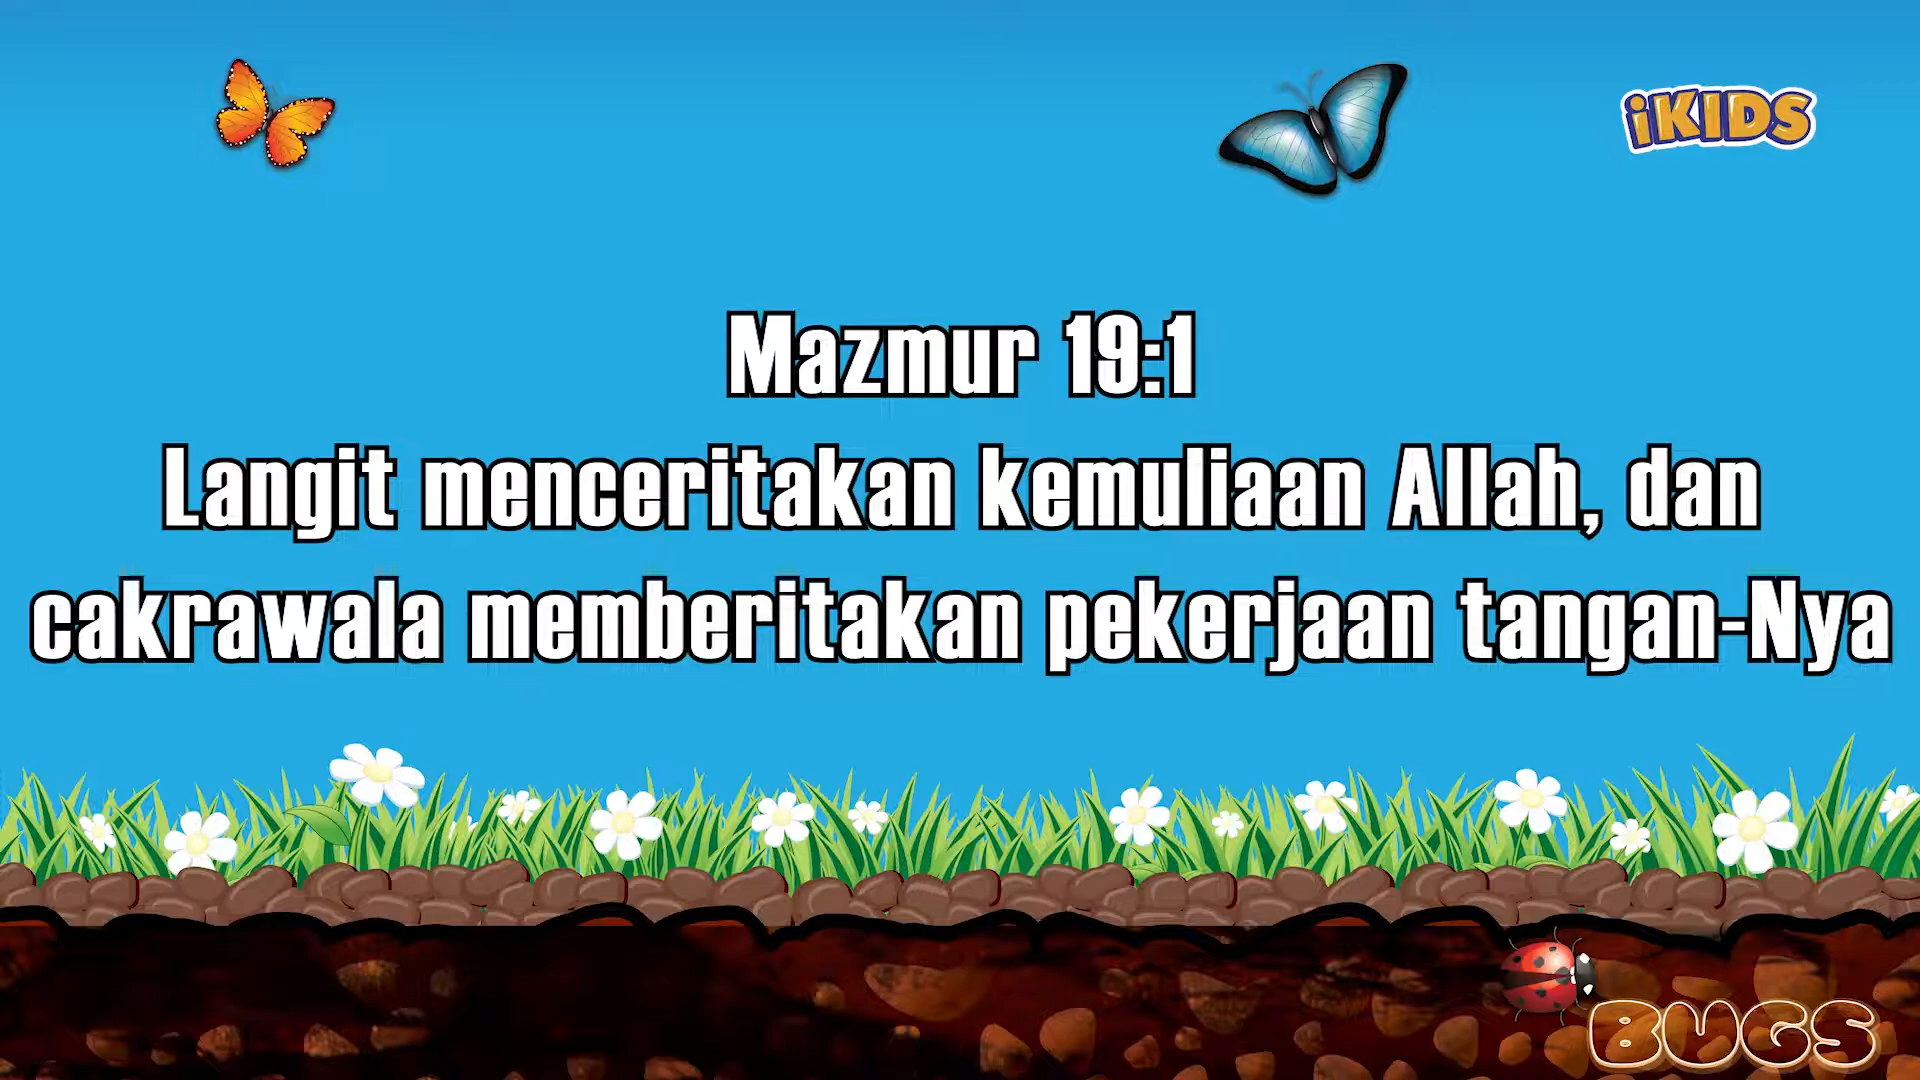 iKIDS
Mazmur 19:1
Langit menceritakan kemuliaan Allah, dan
cakrawala memberitakan pekerjaan tangan-Nya
BUGS